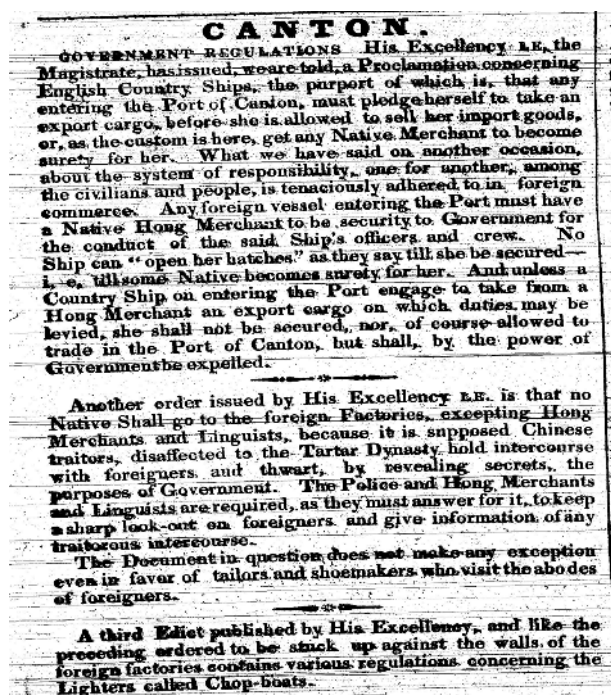 CANTON.
GOVERNMENT REGULATIONS His Excellency LE, the
Magistrate, has issued, we are told, a Proclamation concerning
English Country Ships, the purport of which is, that any
entering the Port of Canton, must pledge herself to take an
export cargo, before she is allowed to sell her import goods,
or, as the custom is here, get any Native Merchant to become
surety for her. What we have said on another occasion,
about the system of responsibility, one for another, among
the civilians and people, is tenaciously adhered to in foreign
commerce. Any foreign vessel entering the Port must have
a Native Hong Merchant to be security to Government for
the conduct of the said Ship's officers and crew. No
Ship can "open her hatches" as they say till she be secured—
i. e. till some Native becomes surety for her. And unless a
Country Ship on entering the Port engage to take from a
Hong Merchant an export cargo on which duties may be
levied, she shall not be secured, nor, of course allowed to
trade in the Port of Canton, but shall, by the power of
Government be expelled.
Another order issued by His Excellency LE. is that no
Native Shall go to the foreign Factories, excepting Hong
Merchants and Linguists, because it is supposed Chinese
traitors, disaffected to the Tartar Dynasty hold intercourse
with foreigners and thwart, by revealing secrets, the
purposes of Government. The Police and Hong Merchants
and Linguists are required, as they must answer for it, to keep
a sharp look-out on foreigners and give information of any
traitorous intercourse.
The Document in question does not make any exception
even in favor of tailors and shoemakers who visit the abodes
of foreigners.
A third Edict published by His Excellency, and like the
preceding ordered to be stuck up against the walls of the
foreign factories contains various regulations concerning the
Lighters called Chop-boats.